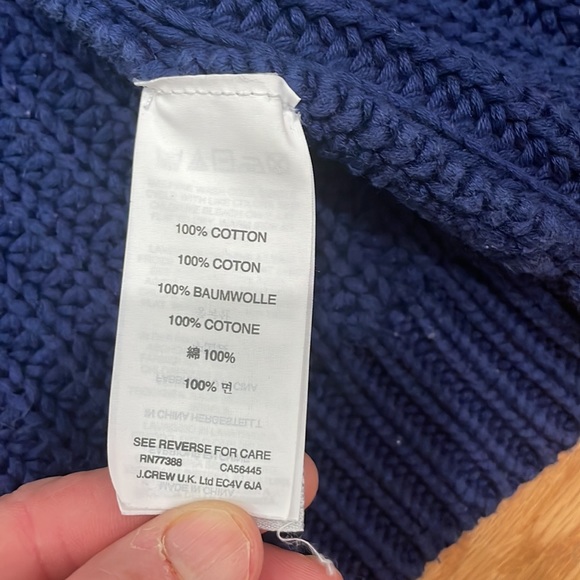 100% COTTON
100% COTON
100% BAUMWOLLE
100% COTONE
綿 100%
100% 면
SEE REVERSE FOR CARE
RN77388 CA56445
J.CREW U.K. Ltd EC4V 6JA